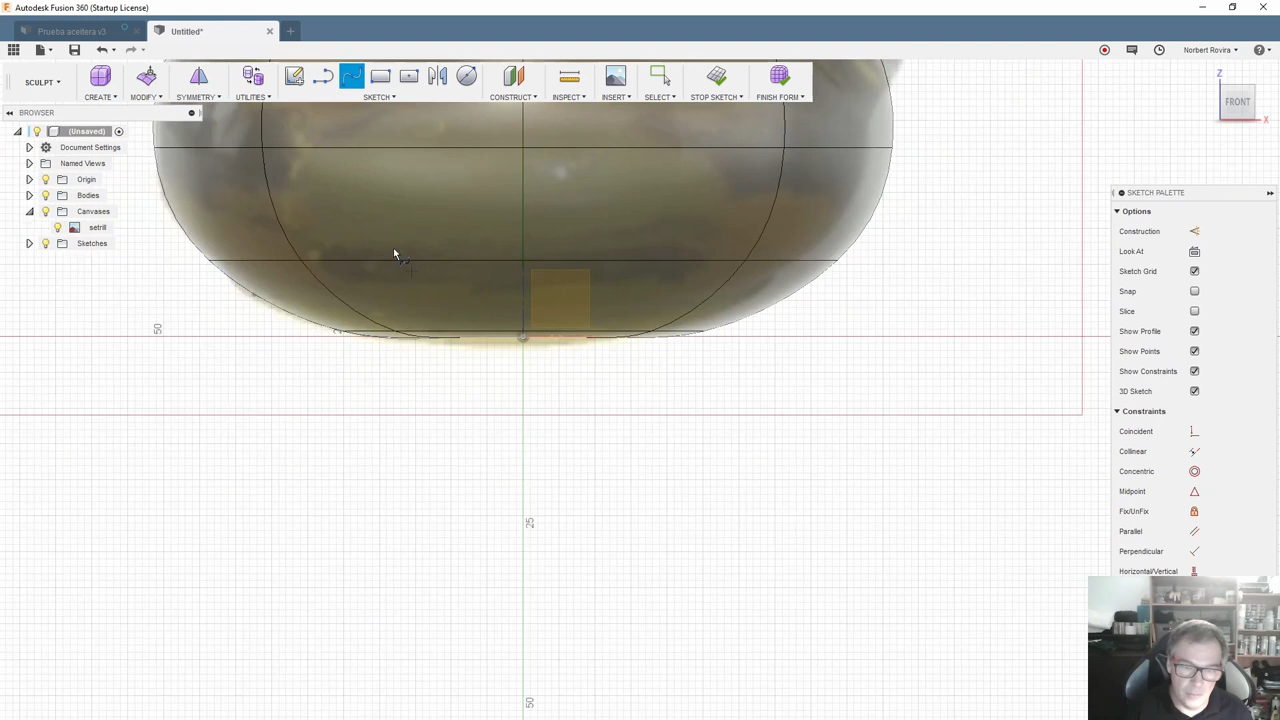 Autodesk Fusion 360 (Startup License)
Prueba aceitera v3
Untitled*
Norbert Rovira
SCULPT
CREATE
MODIFY
SYMMETRY
UTILITIES
SKETCH
CONSTRUCT
INSPECT
INSERT
SELECT
STOP SKETCH
FINISH FORM
BROWSER
(Unsaved)
Document Settings
Named Views
Origin
Bodies
Canvases
setrill
Sketches
Z
FRONT
X
SKETCH PALETTE
Options
Construction
Look At
Sketch Grid
Snap
Slice
Show Profile
Show Points
Show Constraints
3D Sketch
Constraints
Coincident
Collinear
Concentric
Midpoint
Fix/UnFix
Parallel
Perpendicular
Horizontal/Vertical
50
25
50